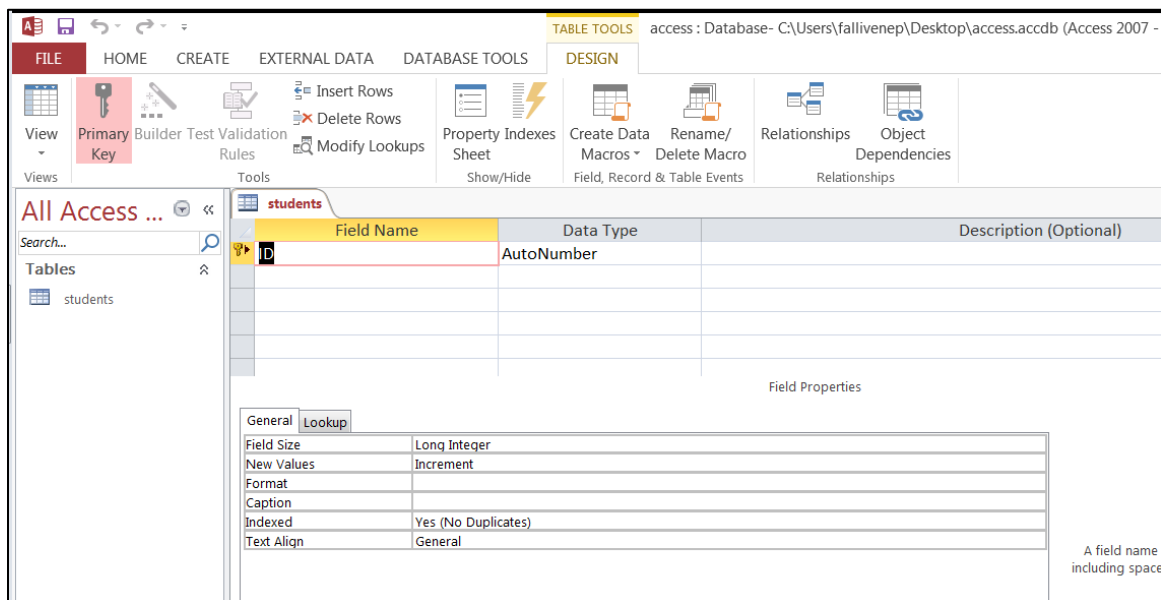 TABLE TOOLS access : Database- C:\Users\fallivenep\Desktop\access.accdb (Access 2007 -
FILE HOME CREATE EXTERNAL DATA DATABASE TOOLS DESIGN
View
Primary Key
Builder
Test Validation Rules
Insert Rows
Delete Rows
Modify Lookups
Property Sheet
Indexes
Create Data Macros
Rename/ Delete Macro
Relationships
Object Dependencies
Views Tools Show/Hide Field, Record & Table Events Relationships
All Access ... «
Search...
Tables
students
students
Field Name Data Type Description (Optional)
ID AutoNumber
Field Properties
General Lookup
Field Size Long Integer
New Values Increment
Format
Caption
Indexed Yes (No Duplicates)
Text Align General
A field name
including space